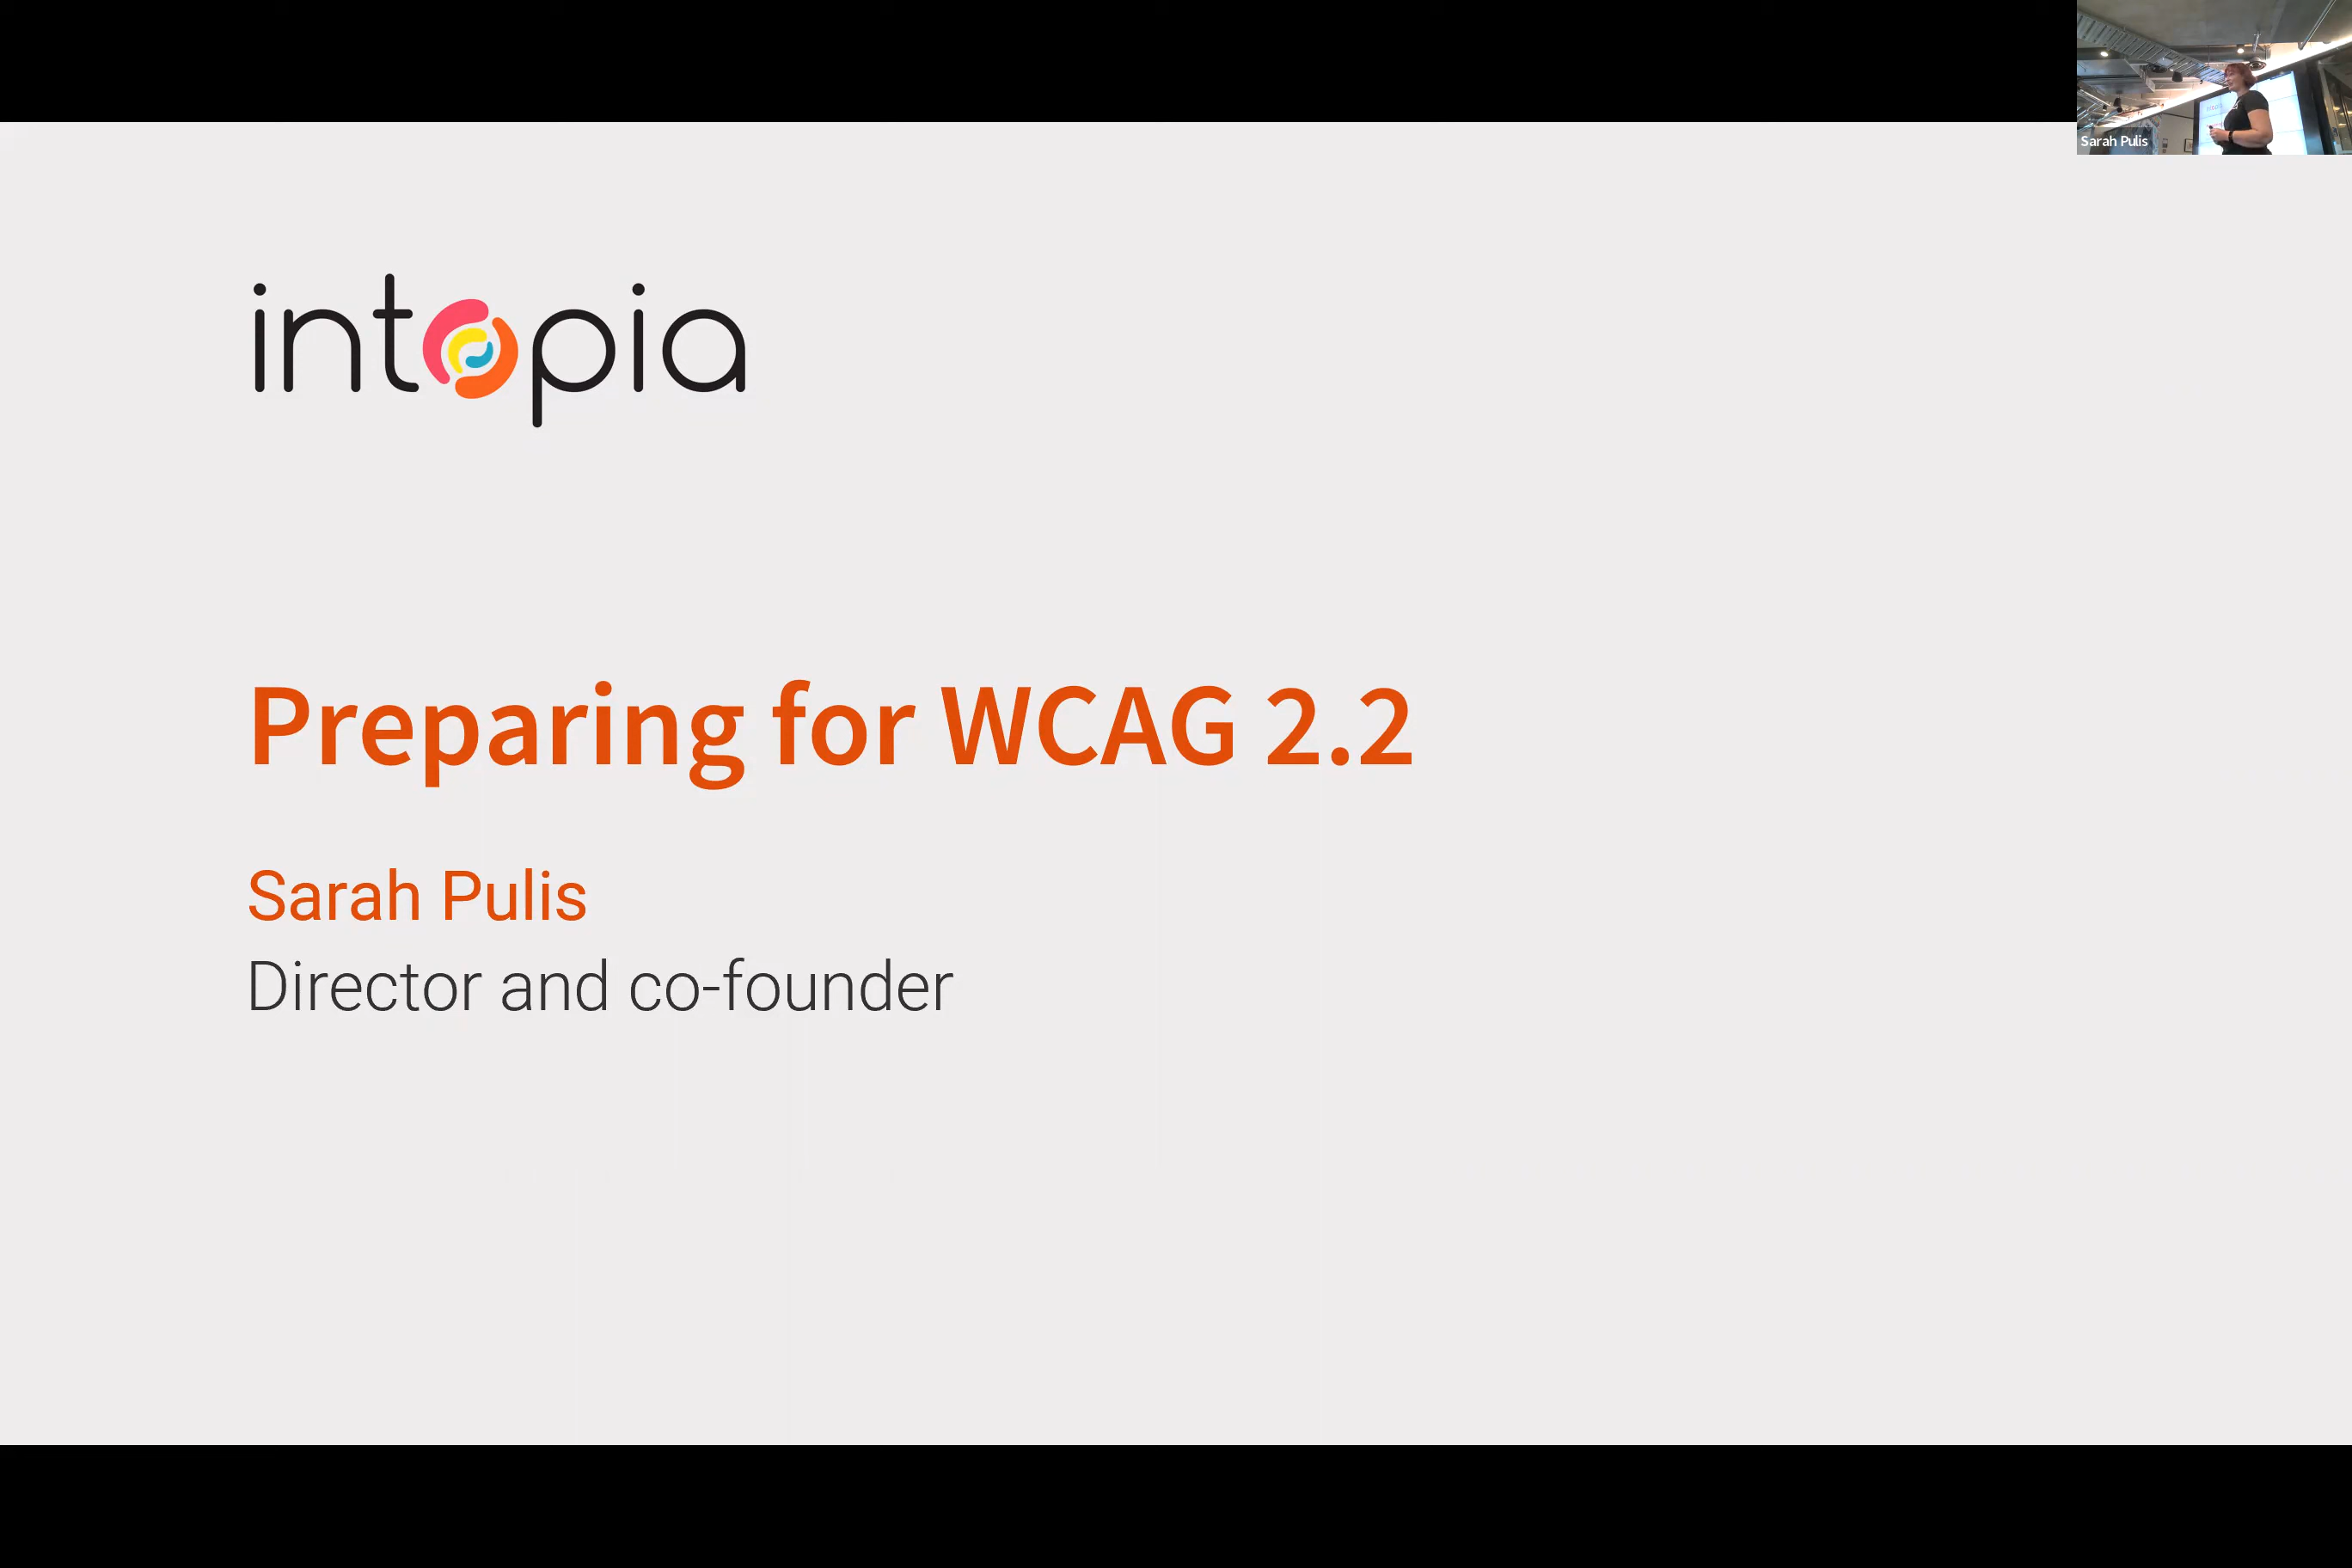 Sarah Pulis
intopia
Preparing for WCAG 2.2
Sarah Pulis
Director and co-founder